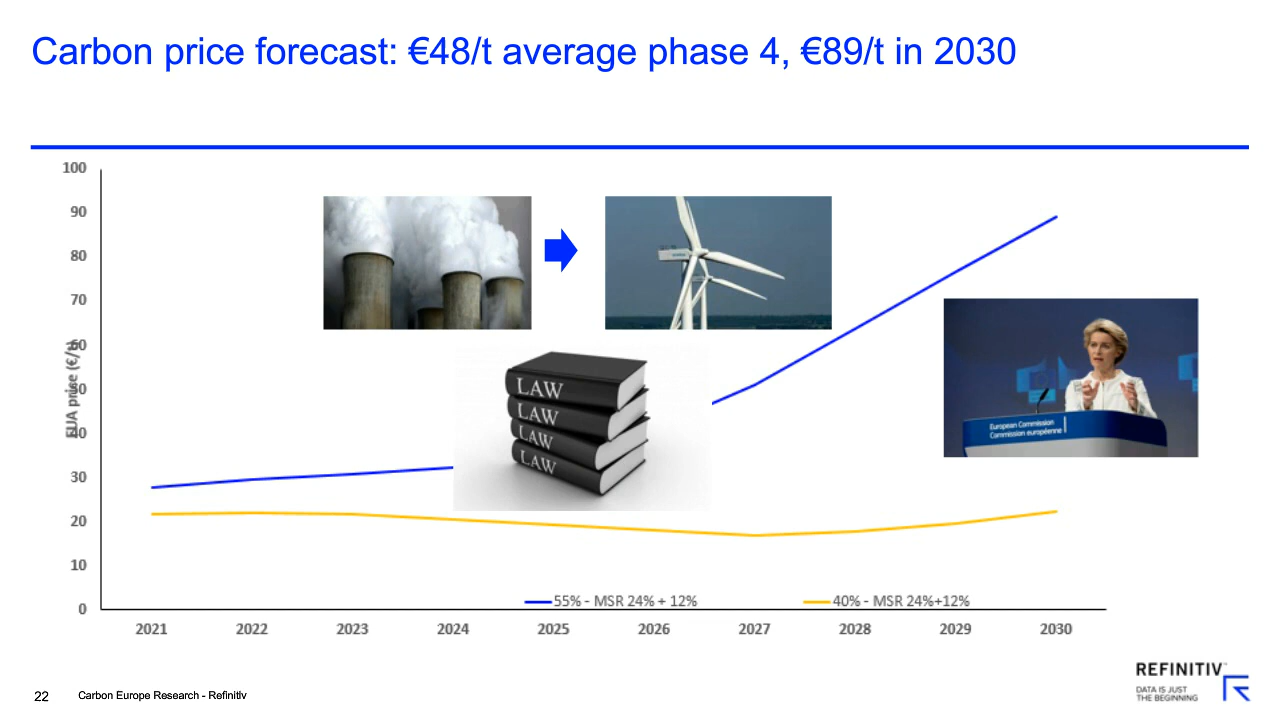 Carbon price forecast: €48/t average phase 4, €89/t in 2030
100
90
80
70
60
50
40
30
20
10
0
EUA price (€/t)
LAW
LAW
LAW
LAW
European Commission
Commission européenne
55% - MSR 24% + 12%
40% - MSR 24%+12%
2021 2022 2023 2024 2025 2026 2027 2028 2029 2030
22 Carbon Europe Research - Refinitiv
REFINITIV
DATA IS JUST
THE BEGINNING